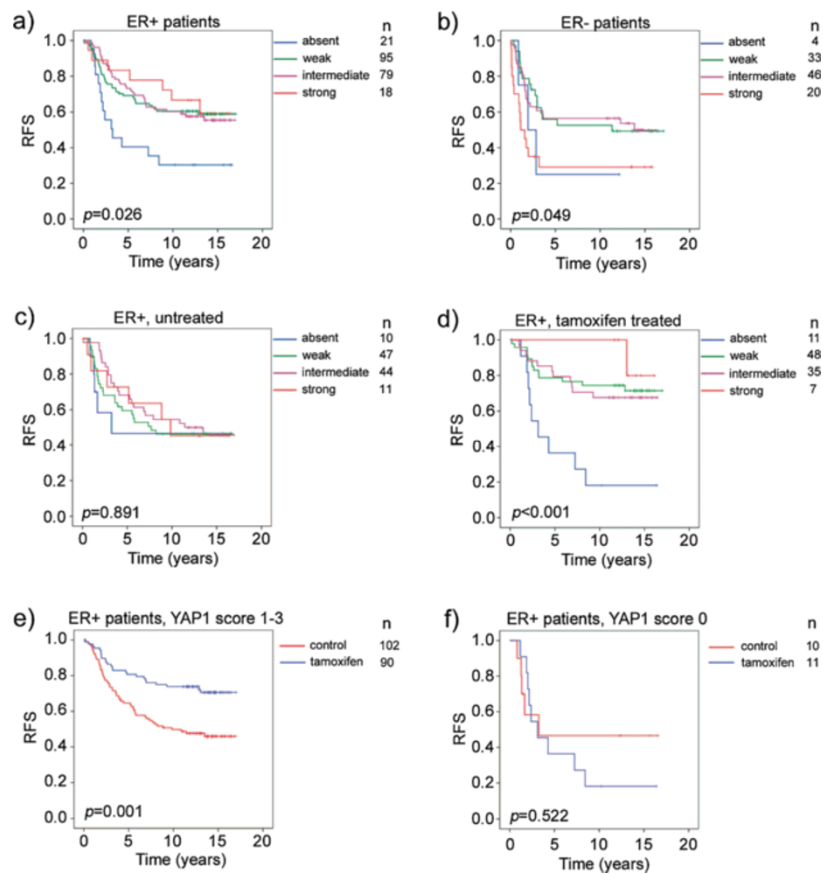 a) ER+ patients n
absent 21
weak 95
intermediate 79
strong 18
1.0
0.8
0.6
0.4
0.2
0.0
RFS
p=0.026
0 5 10 15 20
Time (years)
b) ER- patients n
absent 4
weak 33
intermediate 46
strong 20
1.0
0.8
0.6
0.4
0.2
0.0
RFS
p=0.049
0 5 10 15 20
Time (years)
c) ER+, untreated n
absent 10
weak 47
intermediate 44
strong 11
1.0
0.8
0.6
0.4
0.2
0.0
RFS
p=0.891
0 5 10 15 20
Time (years)
d) ER+, tamoxifen treated n
absent 11
weak 48
intermediate 35
strong 7
1.0
0.8
0.6
0.4
0.2
0.0
RFS
p<0.001
0 5 10 15 20
Time (years)
e) ER+ patients, YAP1 score 1-3 n
control 102
tamoxifen 90
1.0
0.8
0.6
0.4
0.2
0.0
RFS
p=0.001
0 5 10 15 20
Time (years)
f) ER+ patients, YAP1 score 0 n
control 10
tamoxifen 11
1.0
0.8
0.6
0.4
0.2
0.0
RFS
p=0.522
0 5 10 15 20
Time (years)